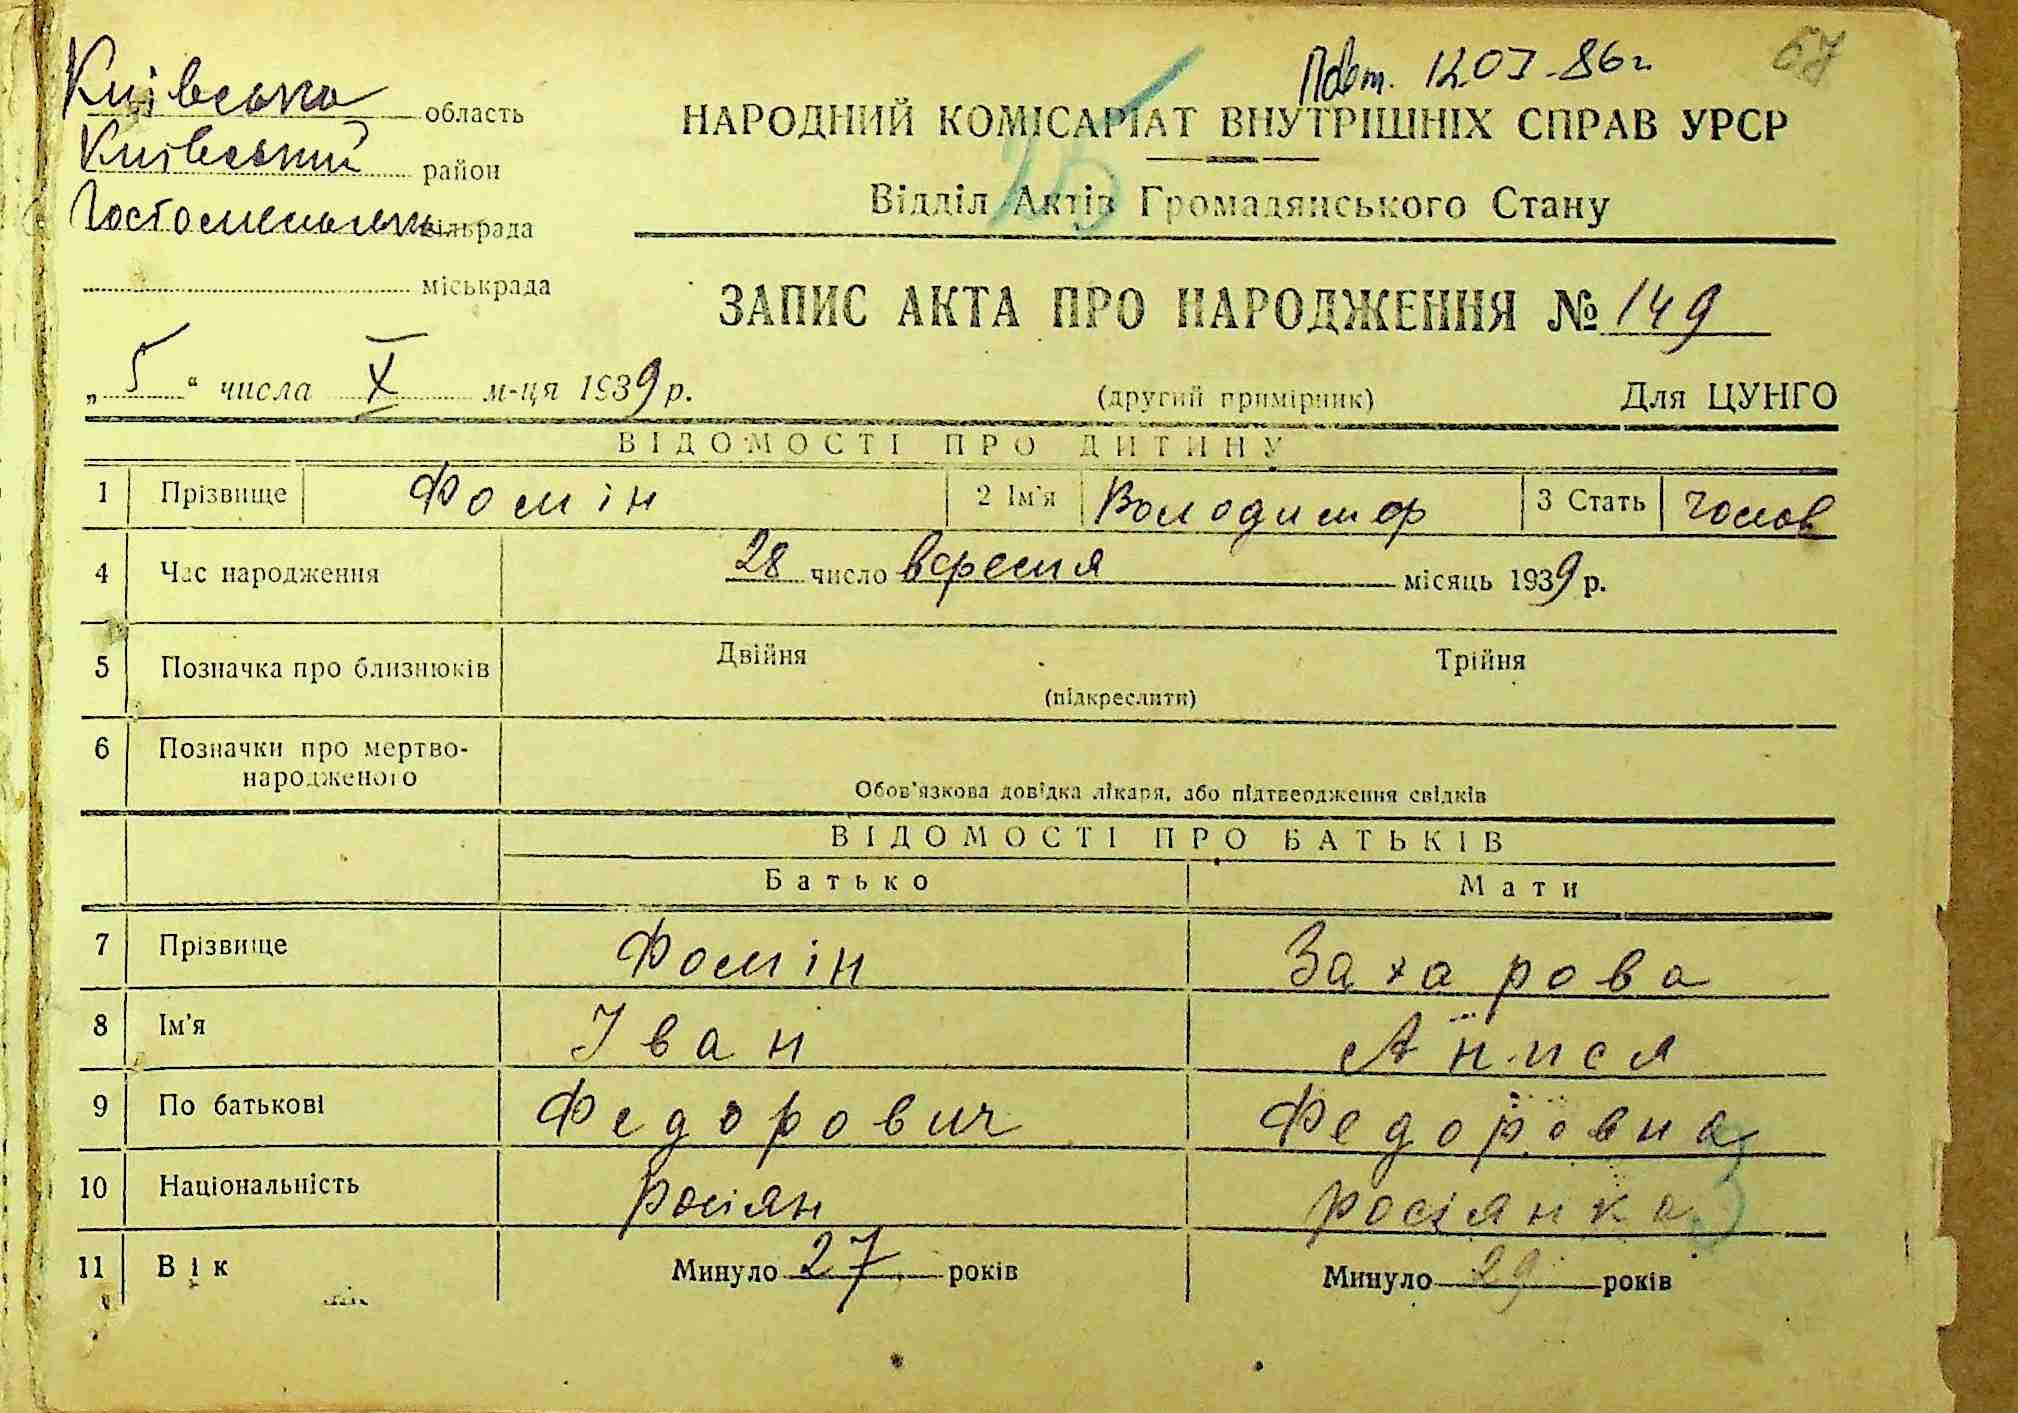 67
Повт. 12.03.86 г.
Київська область
Київський район
Гостомельська сільрада
міськрада
НАРОДНИЙ КОМІСАРІАТ ВНУТРІШНІХ СПРАВ УРСР
25
Відділ Актів Громадянського Стану
ЗАПИС АКТА ПРО НАРОДЖЕННЯ № 149
„5“ числа X м-ця 1939 р. (другий примірник) Для ЦУНГО
ВІДОМОСТІ ПРО ДИТИНУ
1 Прізвище Фомін 2 Ім'я Володимир 3 Стать чолов
4 Час народження 28 число вересня місяць 1939 р.
5 Позначка про близнюків Двійня Трійня
(підкреслити)
6 Позначки про мертво-
народженого
Обов'язкова довідка лікаря, або підтвердження свідків
ВІДОМОСТІ ПРО БАТЬКІВ
Батько Мати
7 Прізвище Фомін Захарова
8 Ім'я Іван Анися
9 По батькові Федорович Федоровна
10 Національність росіян росіянка
11 Вік Минуло 27 років Минуло 29 років